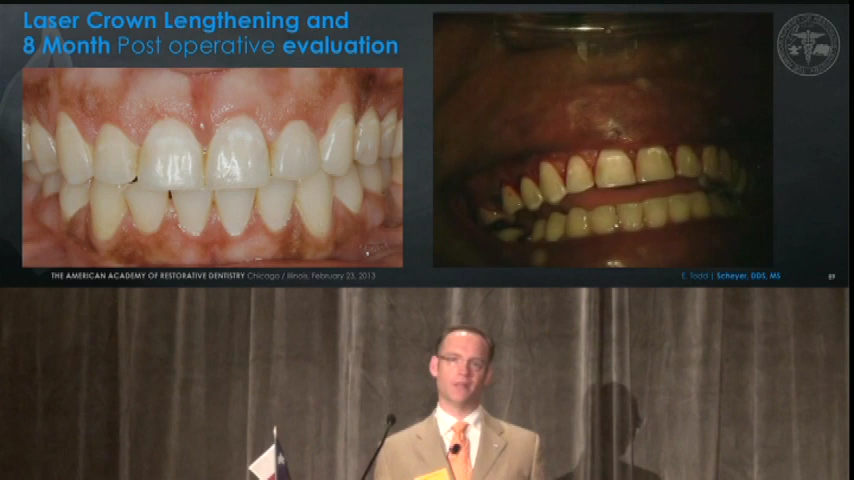 Laser Crown Lengthening and
8 Month Post operative evaluation
THE AMERICAN ACADEMY OF RESTORATIVE DENTISTRY Chicago / Illinois, February 23, 2013
E. Todd | Scheyer, DDS, MS